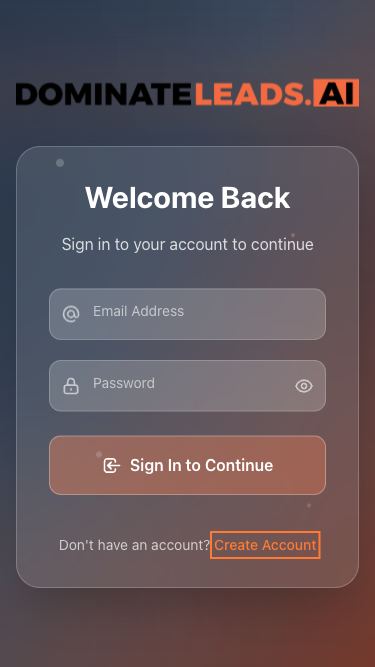 DOMINATELEADS.AI
Welcome Back
Sign in to your account to continue
Email Address
Password
Sign In to Continue
Don't have an account? Create Account